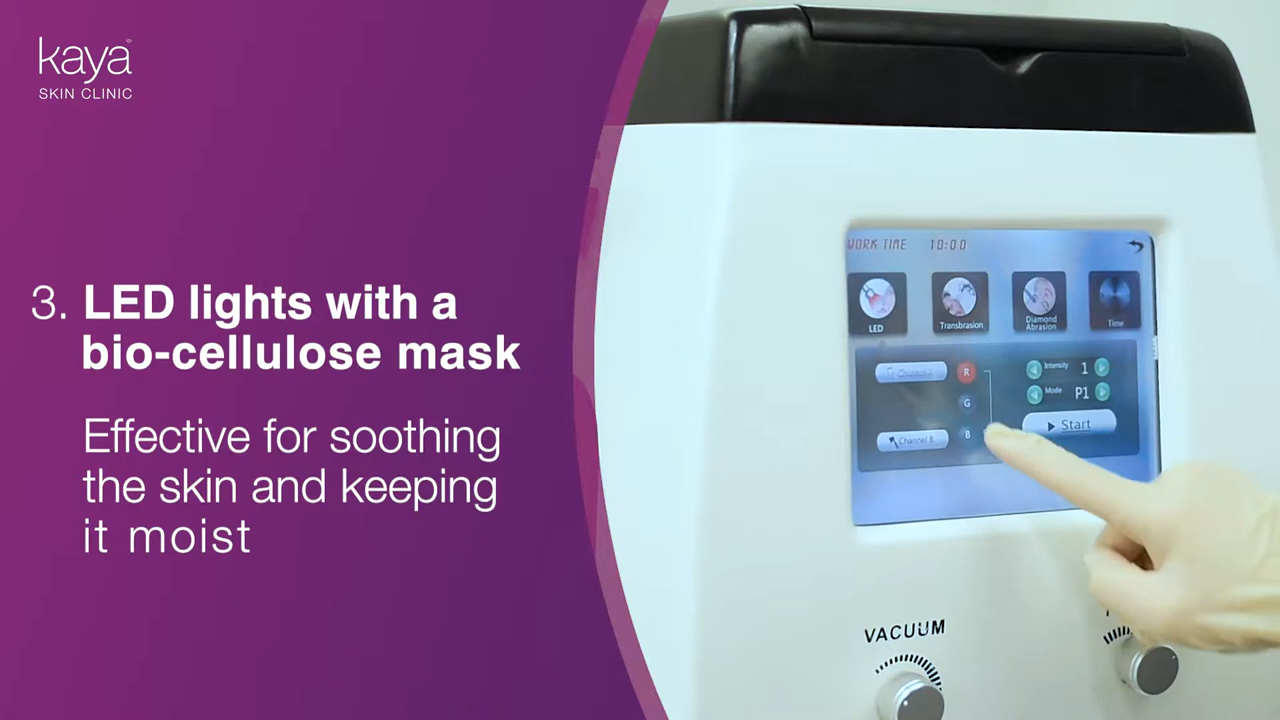 kaya
SKIN CLINIC
3. LED lights with a
bio-cellulose mask
Effective for soothing
the skin and keeping
it moist
WORK TIME 10:00
LED
Transbrasion
Diamond
Abrasion
Time
R
Intensity 1
G
Mode P1
Channel B
B
Start
VACUUM